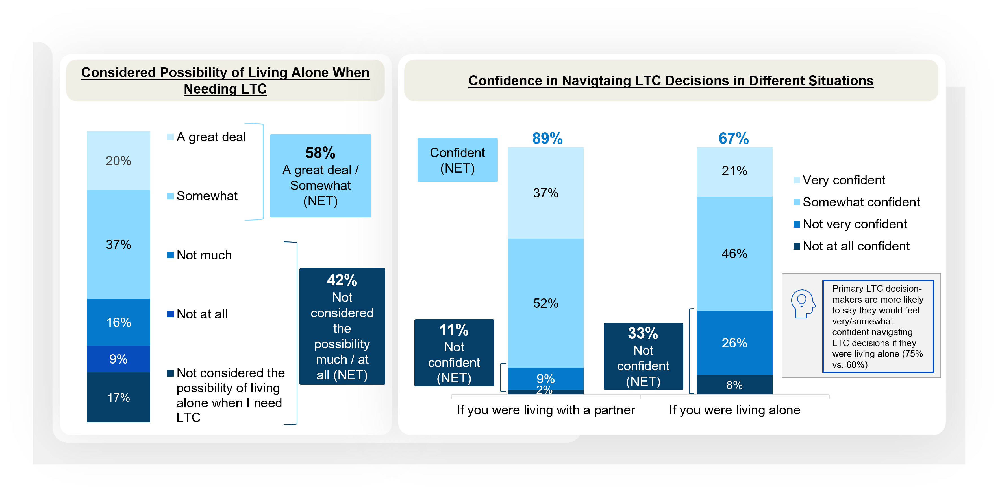 Considered Possibility of Living Alone When
Needing LTC
20%
37%
16%
9%
17%
A great deal
Somewhat
Not much
Not at all
Not considered the
possibility of living
alone when I need
LTC
58%
A great deal /
Somewhat
(NET)
42%
Not
considered
the
possibility
much / at
all (NET)
Confidence in Navigtaing LTC Decisions in Different Situations
Confident
(NET)
89%
37%
52%
9%
2%
11%
Not
confident
(NET)
67%
21%
46%
26%
8%
33%
Not
confident
(NET)
If you were living with a partner
If you were living alone
Very confident
Somewhat confident
Not very confident
Not at all confident
Primary LTC decision-
makers are more likely
to say they would feel
very/somewhat
confident navigating
LTC decisions if they
were living alone (75%
vs. 60%).